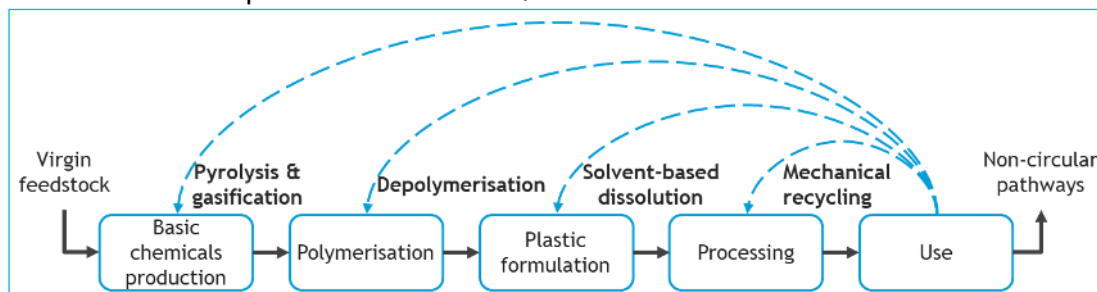 Virgin
feedstock
Pyrolysis &
gasification
Depolymerisation
Solvent-based
dissolution
Mechanical
recycling
Non-circular
pathways
Basic
chemicals
production
Polymerisation
Plastic
formulation
Processing
Use